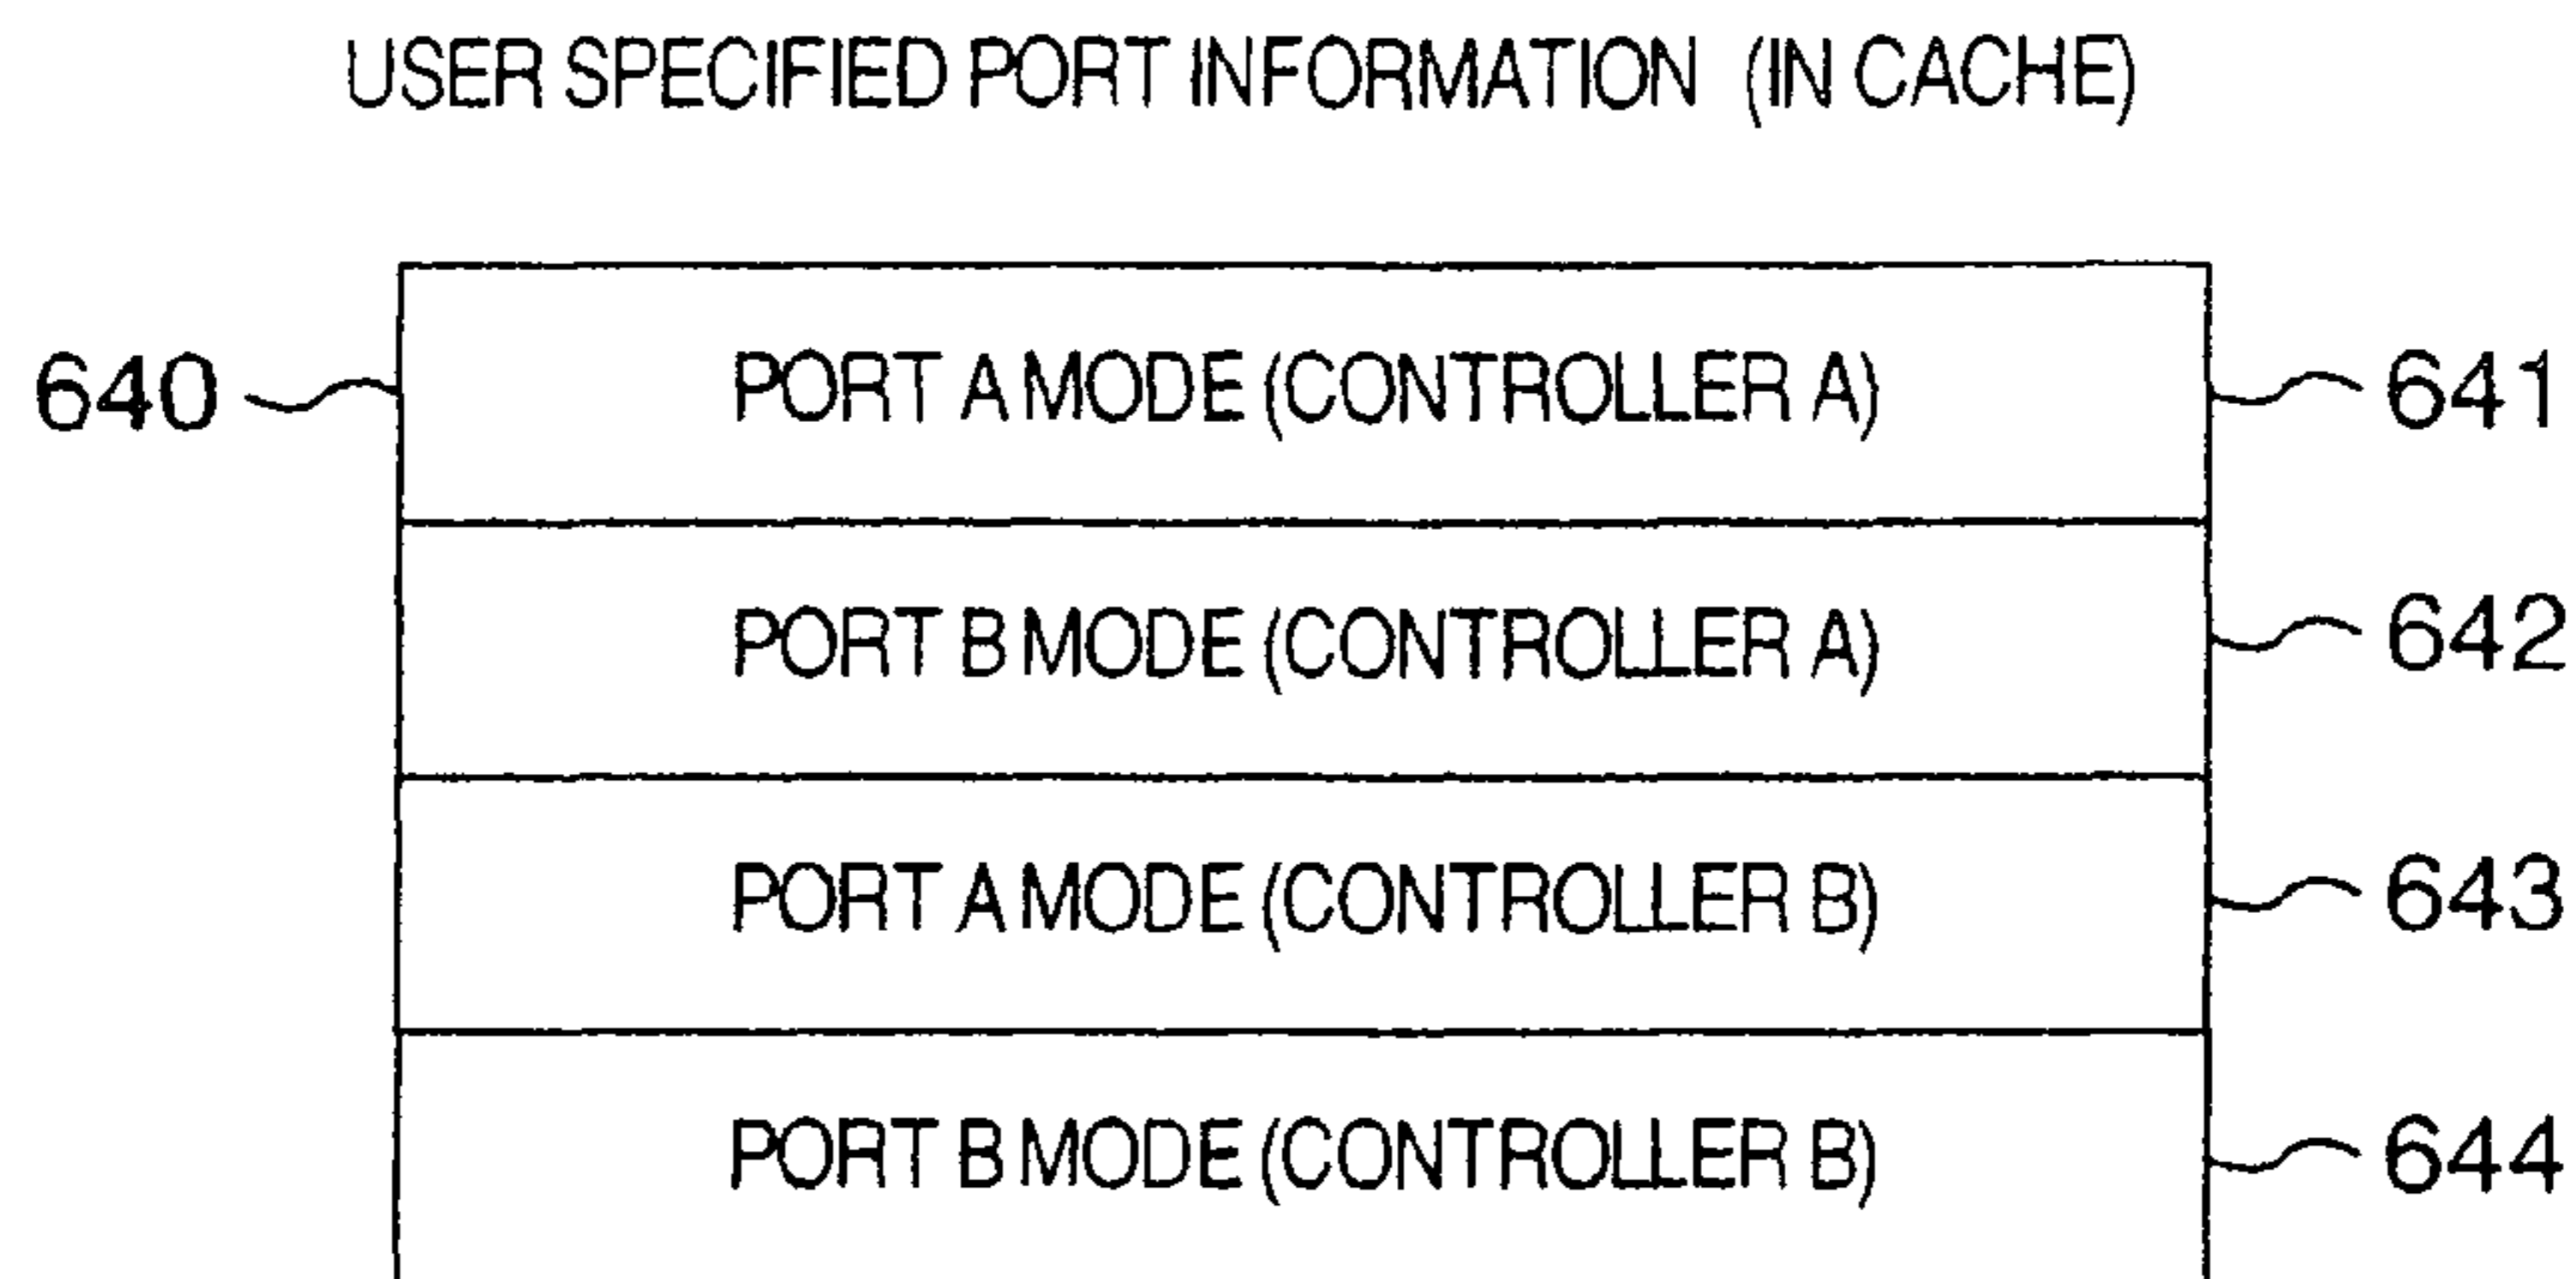 USER SPECIFIED PORT INFORMATION (IN CACHE)
640 PORT A MODE (CONTROLLER A) 641
PORT B MODE (CONTROLLER A) 642
PORT A MODE (CONTROLLER B) 643
PORT B MODE (CONTROLLER B) 644